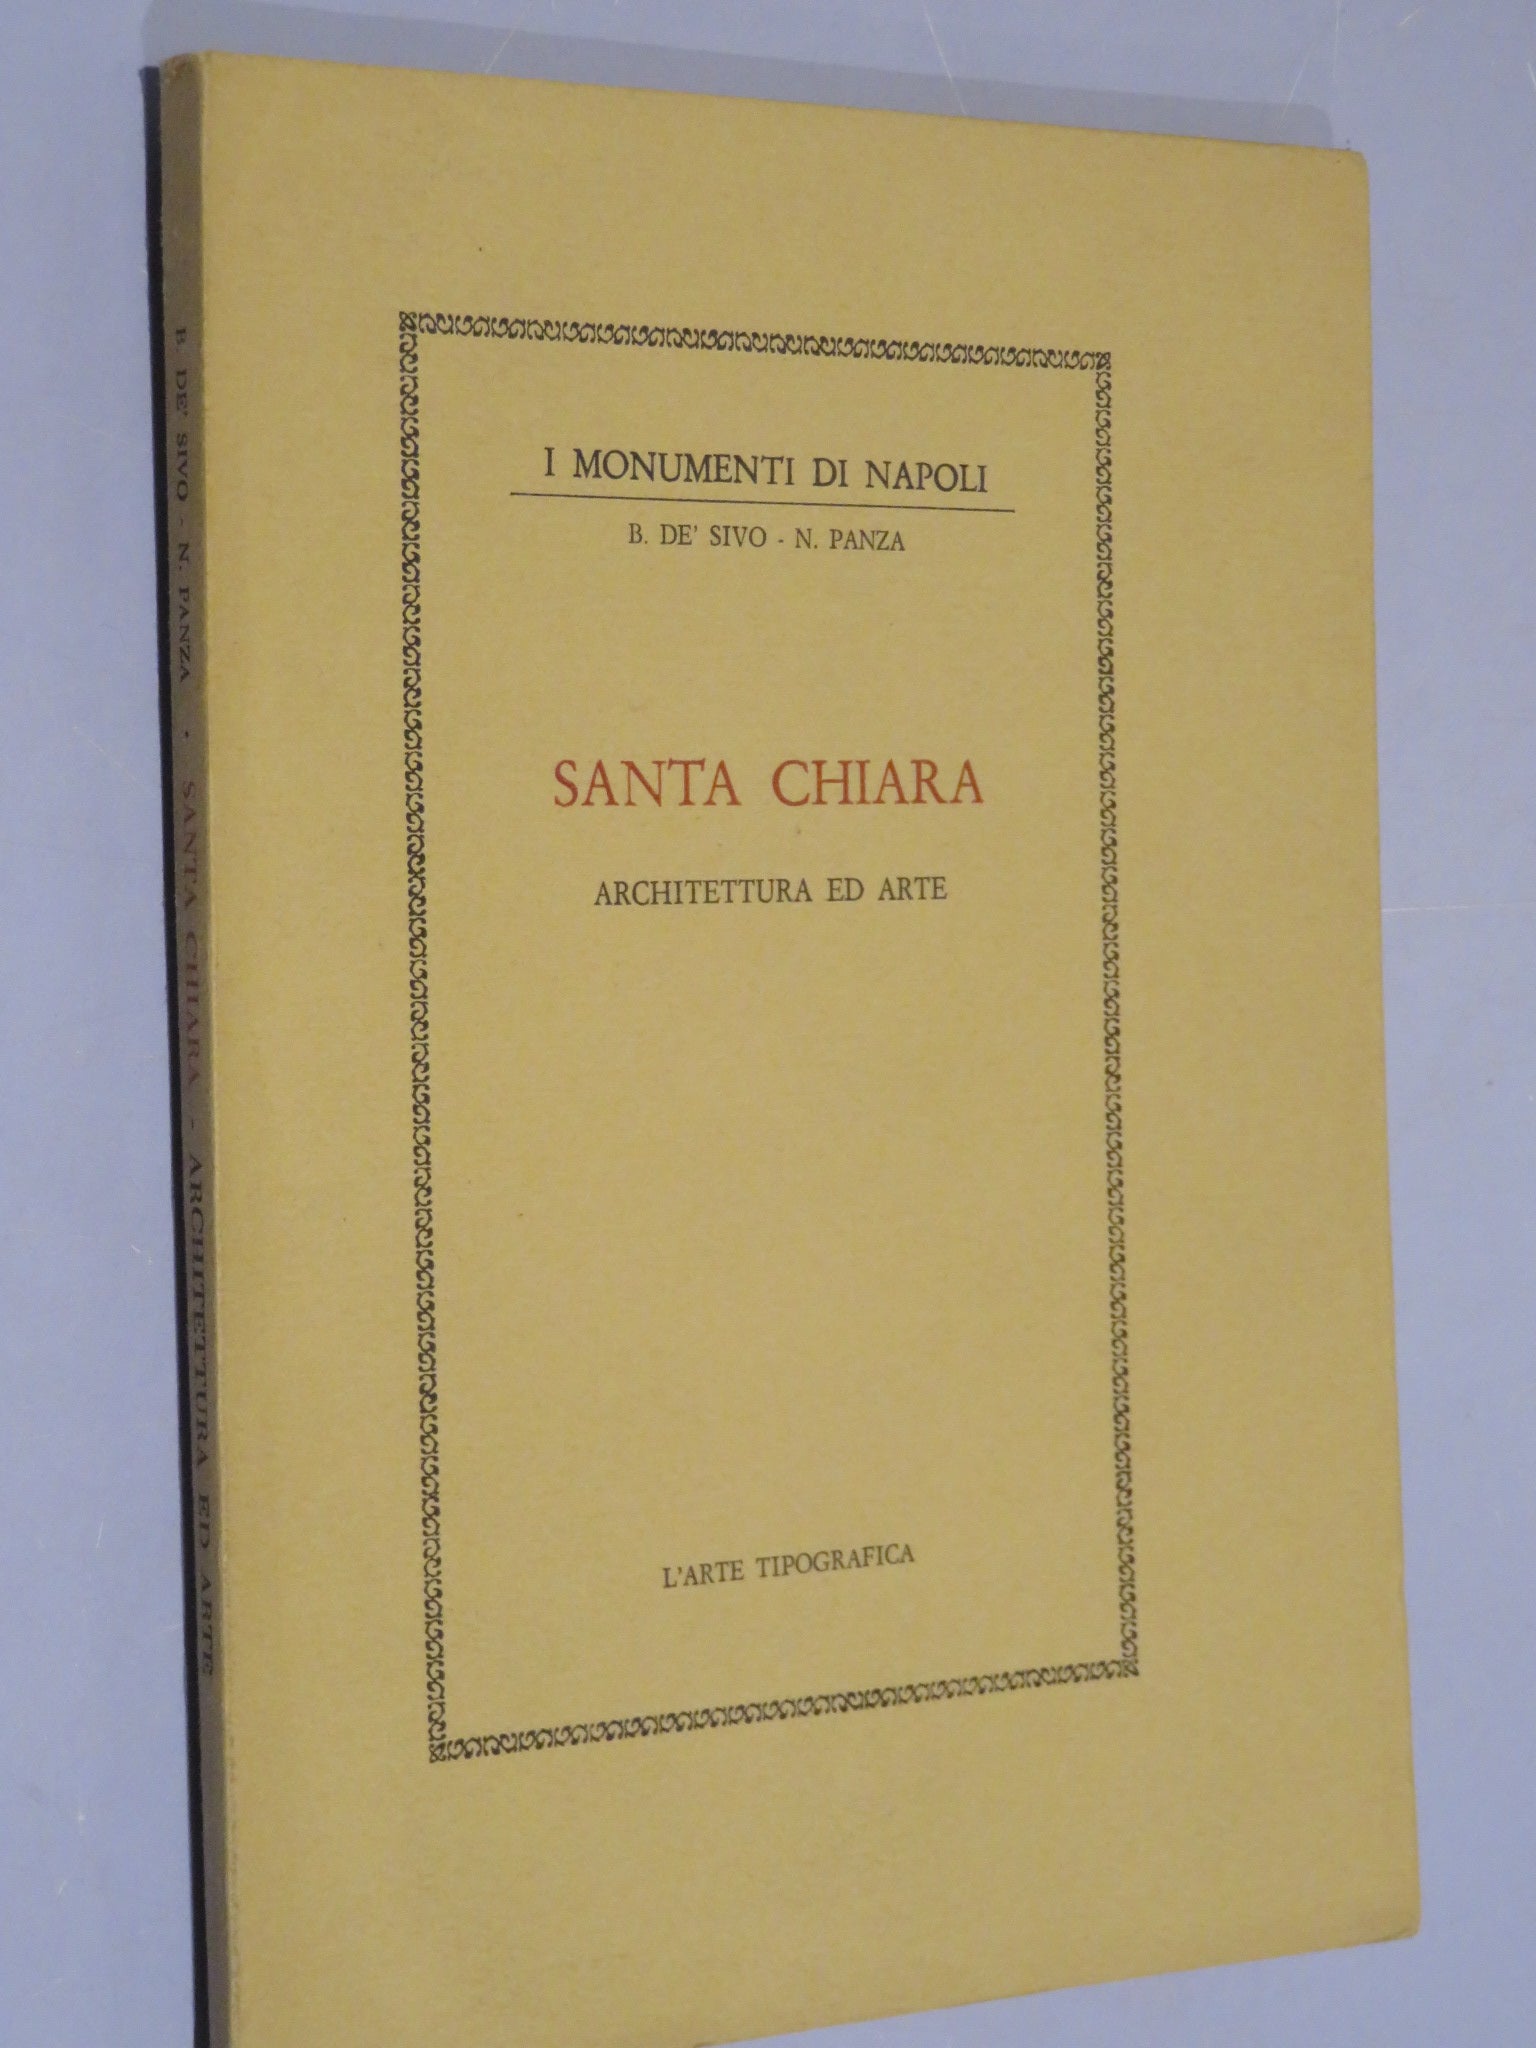 I MONUMENTI DI NAPOLI
B. DE' SIVO - N. PANZA
SANTA CHIARA
ARCHITETTURA ED ARTE
L'ARTE TIPOGRAFICA
B. DE' SIVO - N. PANZA • SANTA CHIARA - ARCHITETTURA ED ARTE